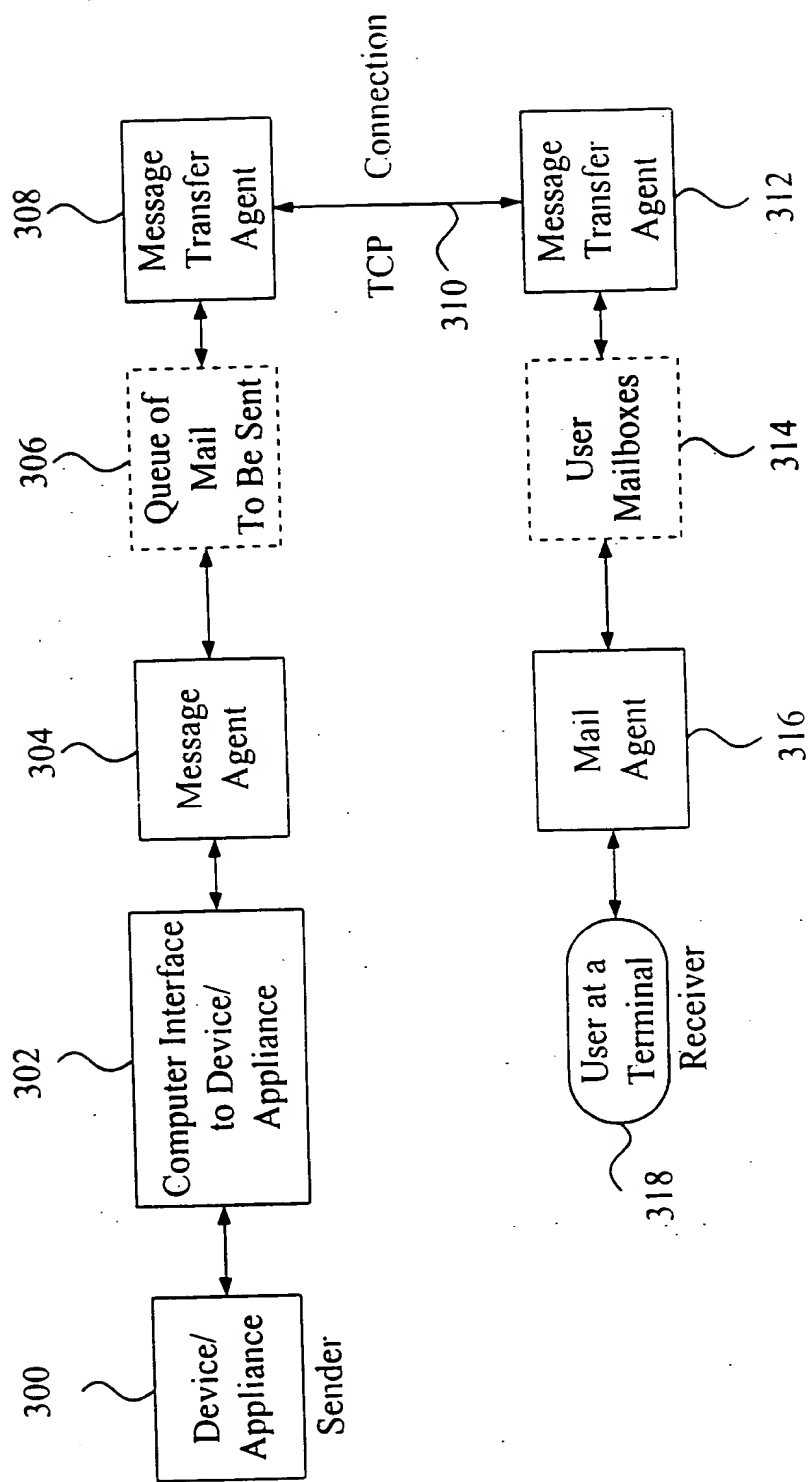 300
Device/
Appliance
Sender
302
Computer Interface
to Device/
Appliance
304
Message
Agent
306
Queue of
Mail
To Be Sent
308
Message
Transfer
Agent
TCP
Connection
310
Message
Transfer
Agent
312
User
Mailboxes
314
Mail
Agent
316
User at a
Terminal
Receiver
318